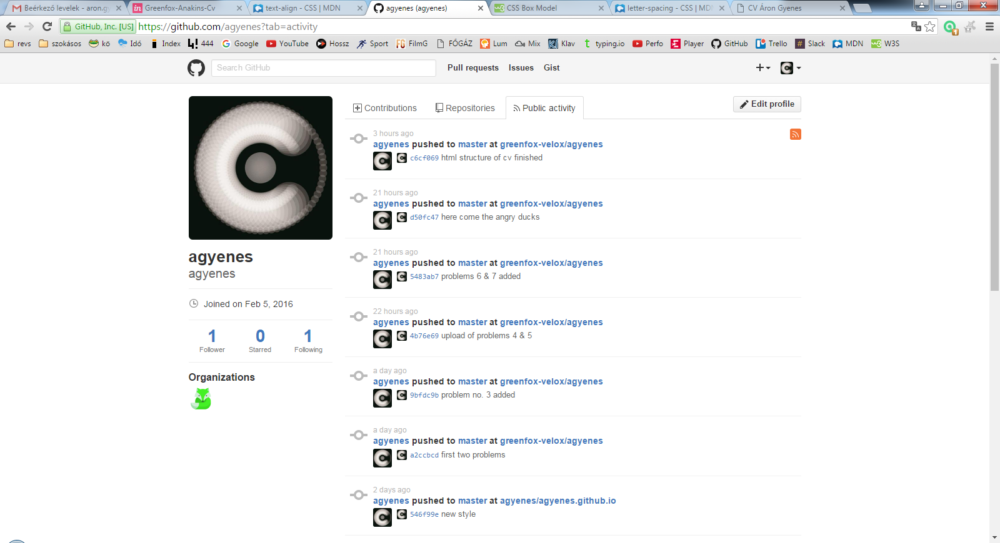 Beérkező levelek - aron.gy
Greenfox-Anakins-Cv
text-align - CSS | MDN
agyenes (agyenes)
CSS Box Model
letter-spacing - CSS | MDN
CV Áron Gyenes
GitHub, Inc. [US] https://github.com/agyenes?tab=activity
revs szokásos kö Idő Index 444 Google YouTube Hossz Sport FilmG FŐGÁZ Lum Mix Klav typing.io Perfo Player GitHub Trello Slack MDN W3S
Search GitHub Pull requests Issues Gist
Contributions Repositories Public activity Edit profile
agyenes
agyenes
Joined on Feb 5, 2016
1 0 1
Follower Starred Following
Organizations
3 hours ago
agyenes pushed to master at greenfox-velox/agyenes
c6cf069 html structure of cv finished
21 hours ago
agyenes pushed to master at greenfox-velox/agyenes
d50fc47 here come the angry ducks
21 hours ago
agyenes pushed to master at greenfox-velox/agyenes
5483ab7 problems 6 & 7 added
22 hours ago
agyenes pushed to master at greenfox-velox/agyenes
4b76e69 upload of problems 4 & 5
a day ago
agyenes pushed to master at greenfox-velox/agyenes
9bfdc9b problem no. 3 added
a day ago
agyenes pushed to master at greenfox-velox/agyenes
a2ccbcd first two problems
2 days ago
agyenes pushed to master at agyenes/agyenes.github.io
546f99e new style